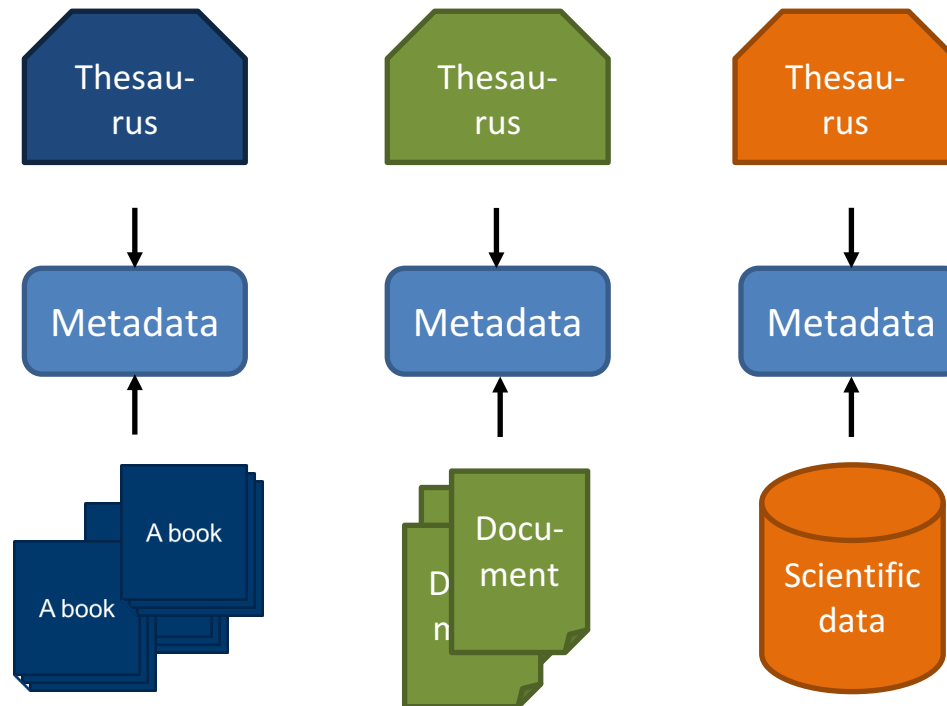 Thesau-
rus
Thesau-
rus
Thesau-
rus
Metadata
Metadata
Metadata
A book
A book
Docu-
ment
D
m
Scientific
data